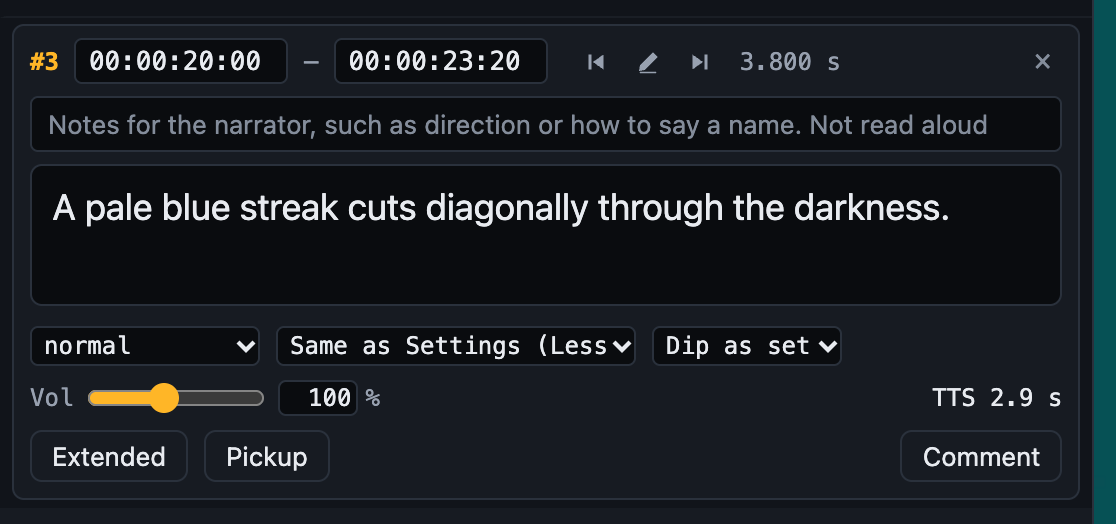 #3 00:00:20:00 – 00:00:23:20 3.800 s ×
Notes for the narrator, such as direction or how to say a name. Not read aloud
A pale blue streak cuts diagonally through the darkness.
normal Same as Settings (Less Dip as set
Vol 100 % TTS 2.9 s
Extended Pickup Comment